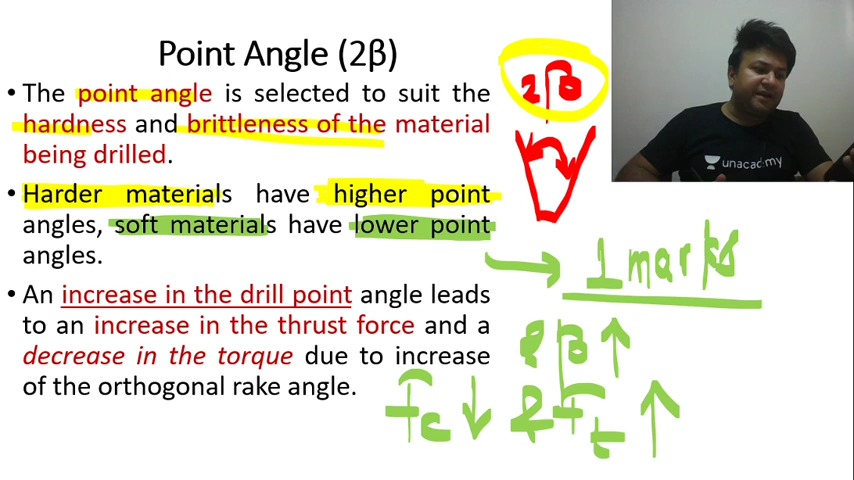 Point Angle (2β)
• The point angle is selected to suit the
hardness and brittleness of the material
being drilled.
• Harder materials have higher point
angles, soft materials have lower point
angles.
• An increase in the drill point angle leads
to an increase in the thrust force and a
decrease in the torque due to increase
of the orthogonal rake angle.
2β
unacademy
1 marks
2β ↑
Fc ↓ & Ft ↑